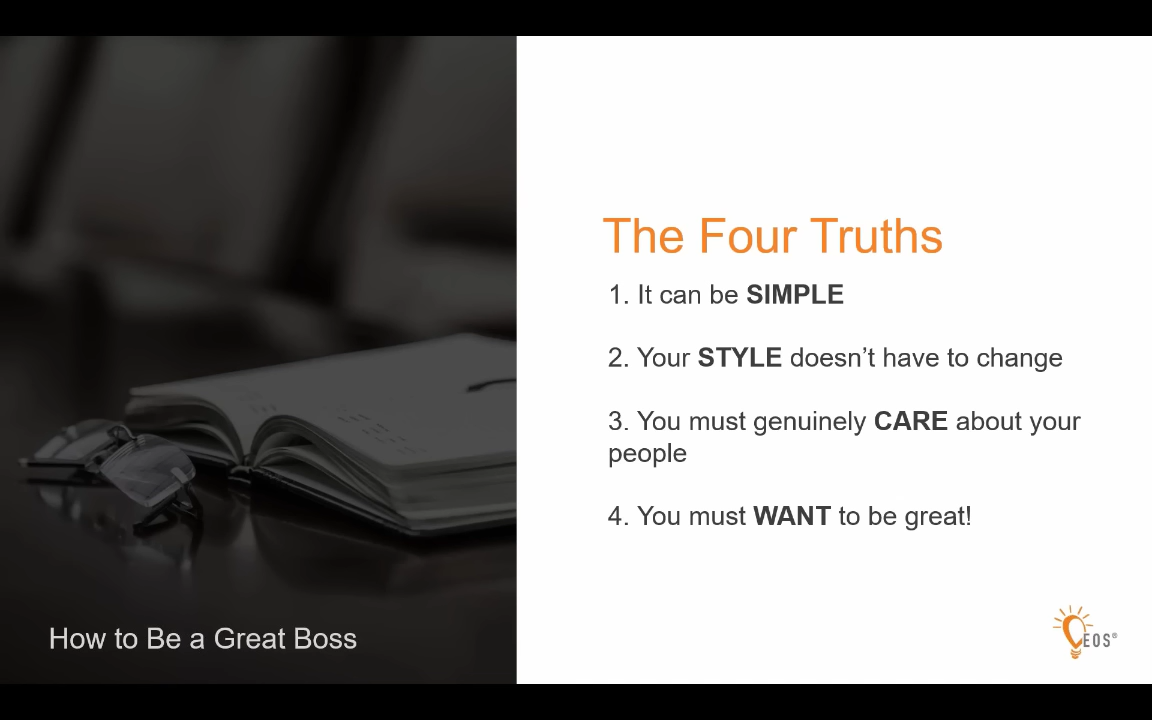 The Four Truths
1. It can be SIMPLE
2. Your STYLE doesn’t have to change
3. You must genuinely CARE about your
people
4. You must WANT to be great!
How to Be a Great Boss
EOS®